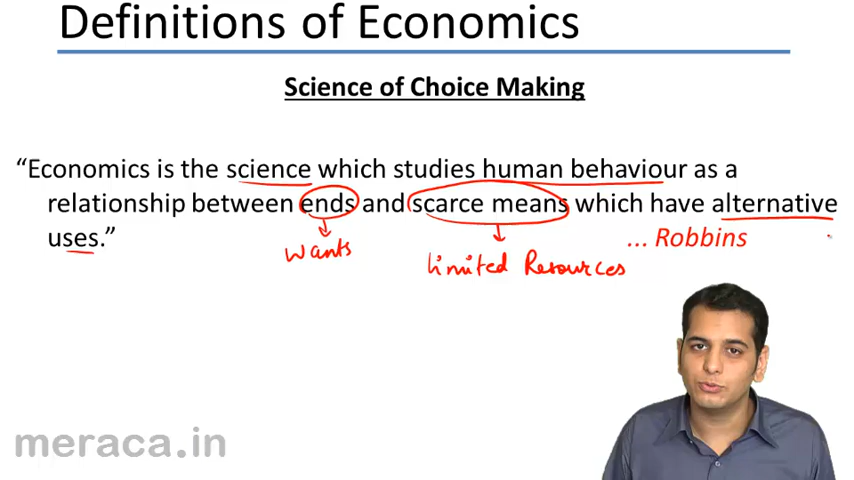 Definitions of Economics
Science of Choice Making
“Economics is the science which studies human behaviour as a
relationship between ends and scarce means which have alternative
uses.”
... Robbins
Wants
Limited Resources
meraca.in